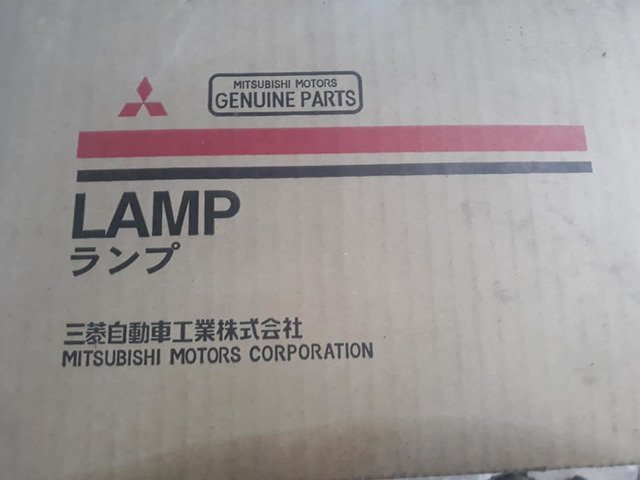 MITSUBISHI MOTORS
GENUINE PARTS
LAMP
ランプ
三菱自動車工業株式会社
MITSUBISHI MOTORS CORPORATION